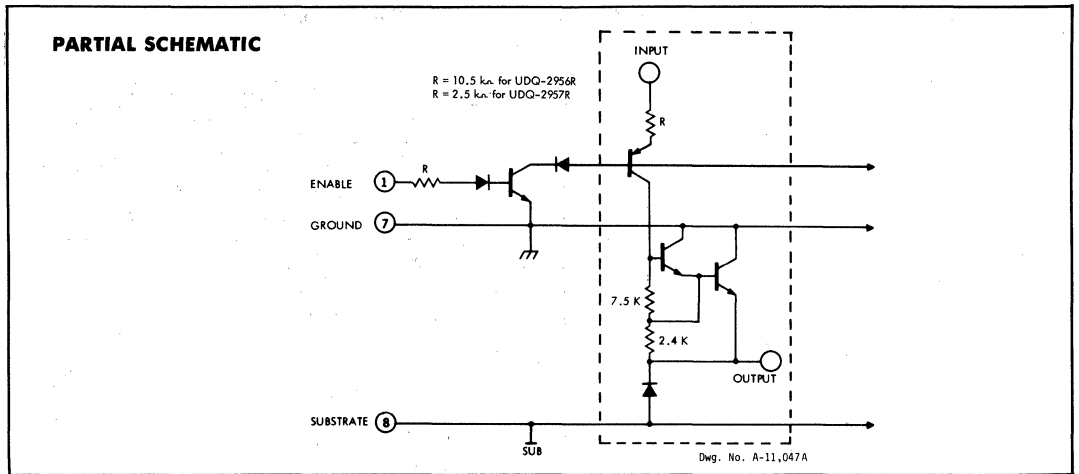 PARTIAL SCHEMATIC
INPUT
R = 10.5 kΩ for UDQ-2956R
R = 2.5 kΩ for UDQ-2957R
R
R
ENABLE 1
GROUND 7
7.5 K
2.4 K
OUTPUT
SUBSTRATE 8
SUB
Dwg. No. A-11,047A